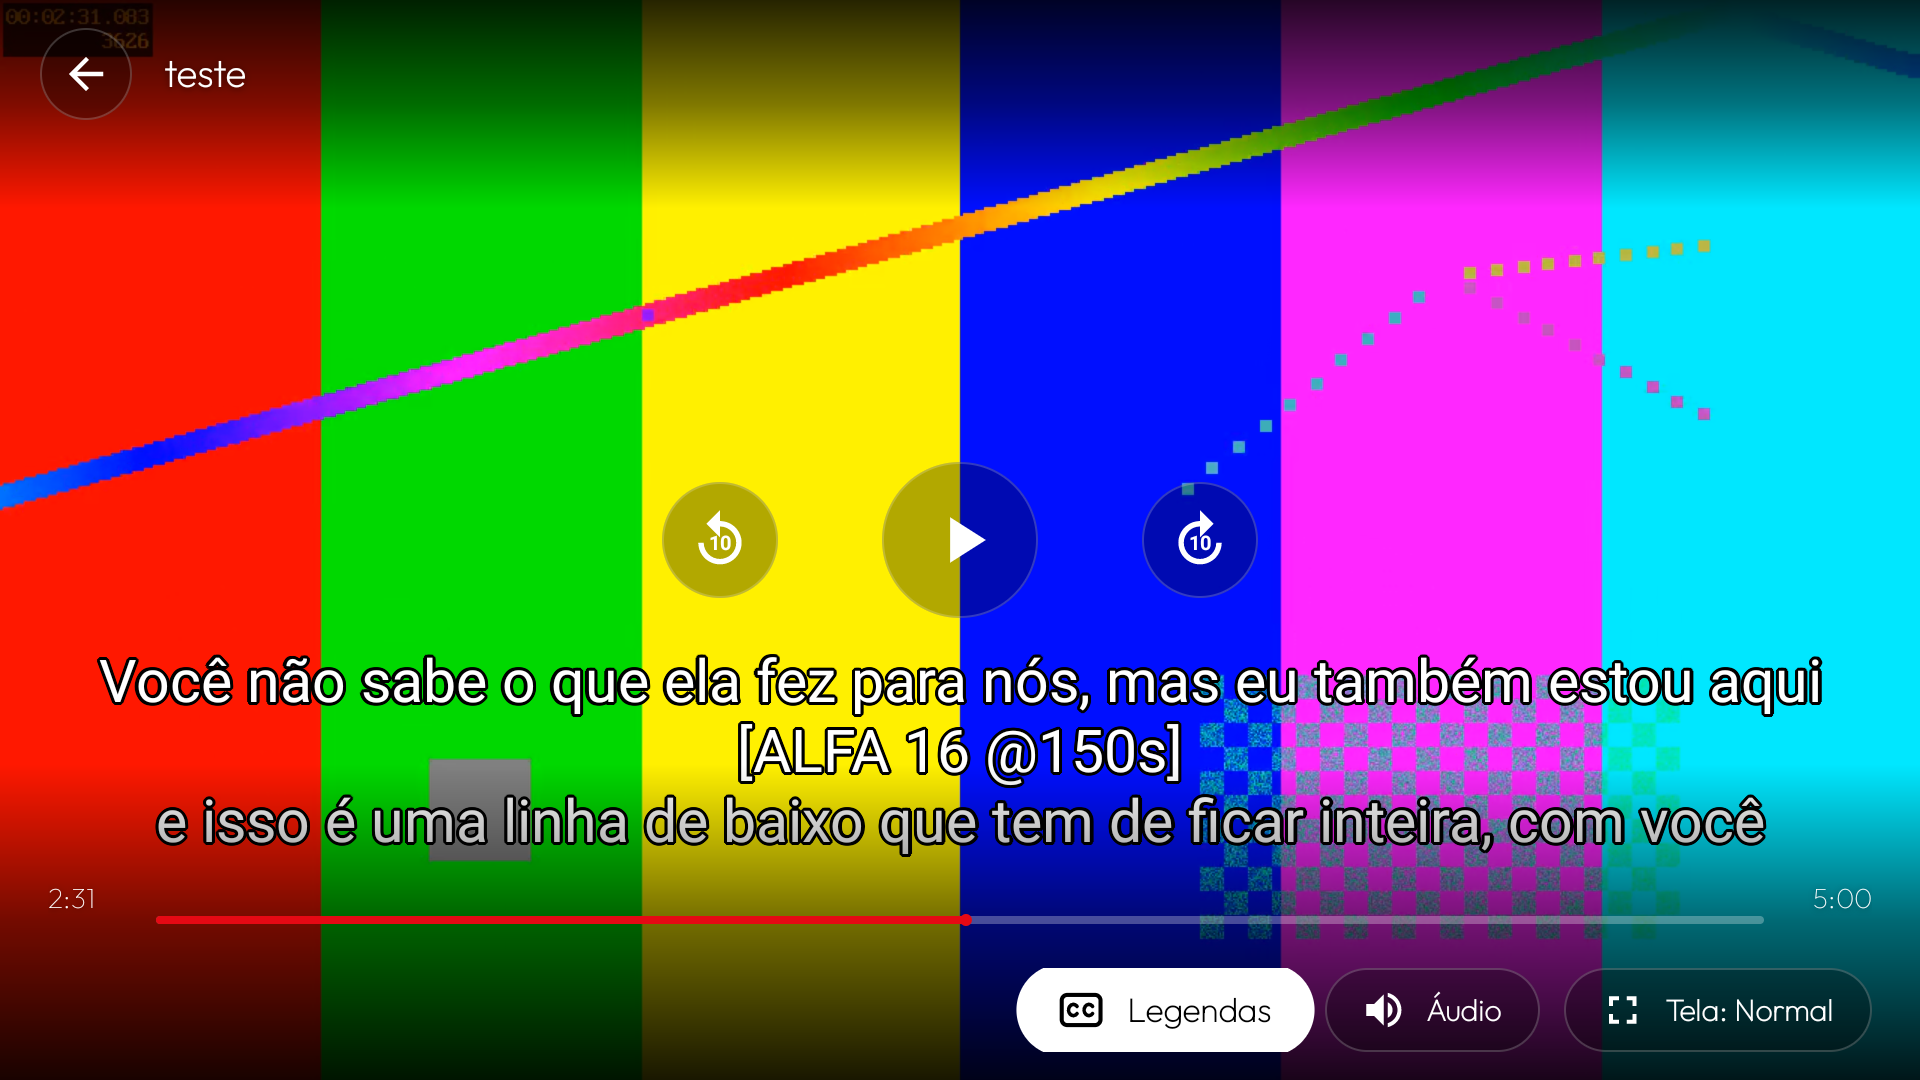 00:02:31.083
3626
teste
10
10
Você não sabe o que ela fez para nós, mas eu também estou aqui
[ALFA 16 @150s]
e isso é uma linha de baixo que tem de ficar inteira, com você
2:31
5:00
CC Legendas
Áudio
Tela: Normal